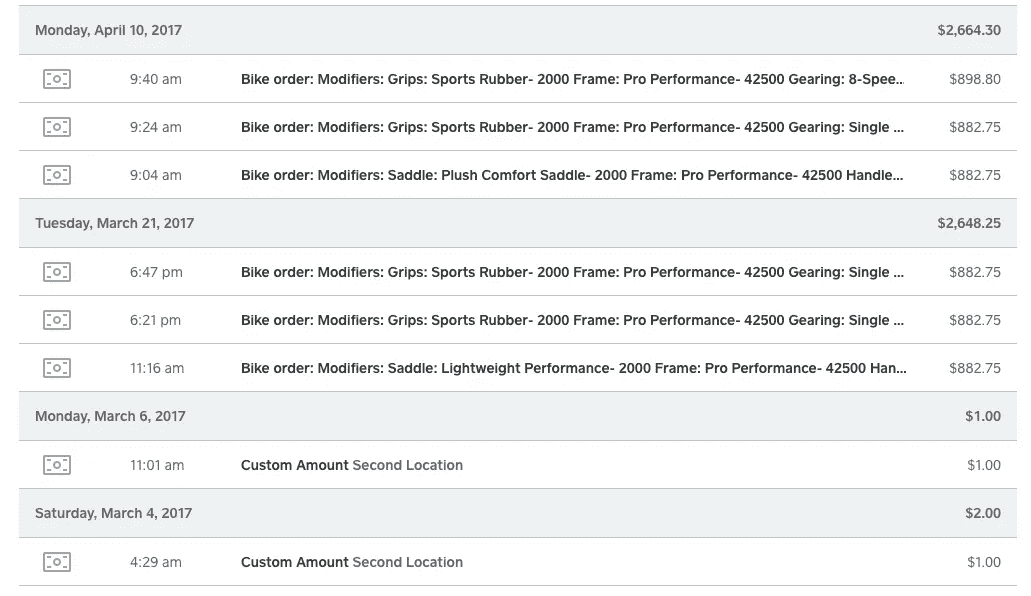 Monday, April 10, 2017 $2,664.30
9:40 am Bike order: Modifiers: Grips: Sports Rubber- 2000 Frame: Pro Performance- 42500 Gearing: 8-Spee... $898.80
9:24 am Bike order: Modifiers: Grips: Sports Rubber- 2000 Frame: Pro Performance- 42500 Gearing: Single ... $882.75
9:04 am Bike order: Modifiers: Saddle: Plush Comfort Saddle- 2000 Frame: Pro Performance- 42500 Handle... $882.75
Tuesday, March 21, 2017 $2,648.25
6:47 pm Bike order: Modifiers: Grips: Sports Rubber- 2000 Frame: Pro Performance- 42500 Gearing: Single ... $882.75
6:21 pm Bike order: Modifiers: Grips: Sports Rubber- 2000 Frame: Pro Performance- 42500 Gearing: Single ... $882.75
11:16 am Bike order: Modifiers: Saddle: Lightweight Performance- 2000 Frame: Pro Performance- 42500 Han... $882.75
Monday, March 6, 2017 $1.00
11:01 am Custom Amount Second Location $1.00
Saturday, March 4, 2017 $2.00
4:29 am Custom Amount Second Location $1.00